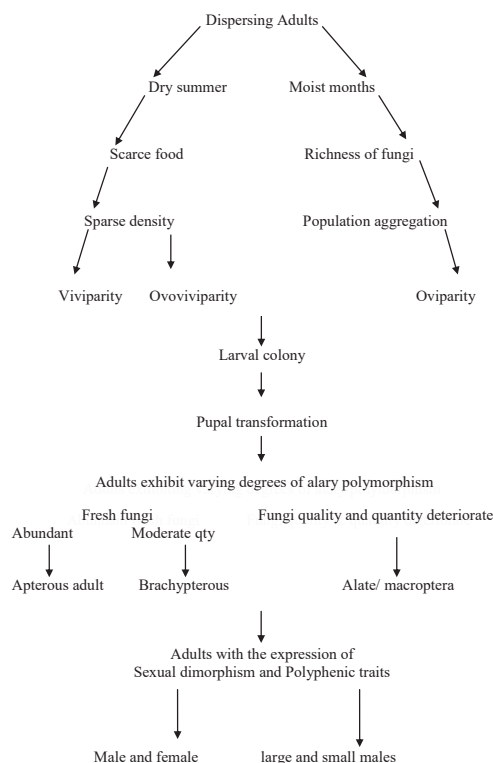 Dispersing Adults
Dry summer Moist months
Scarce food Richness of fungi
Sparse density Population aggregation
Viviparity Ovoviviparity Oviparity
Larval colony
Pupal transformation
Adults exhibit varying degrees of alary polymorphism
Fresh fungi Fungi quality and quantity deteriorate
Abundant Moderate qty
Apterous adult Brachypterous Alate/ macroptera
Adults with the expression of
Sexual dimorphism and Polyphenic traits
Male and female large and small males